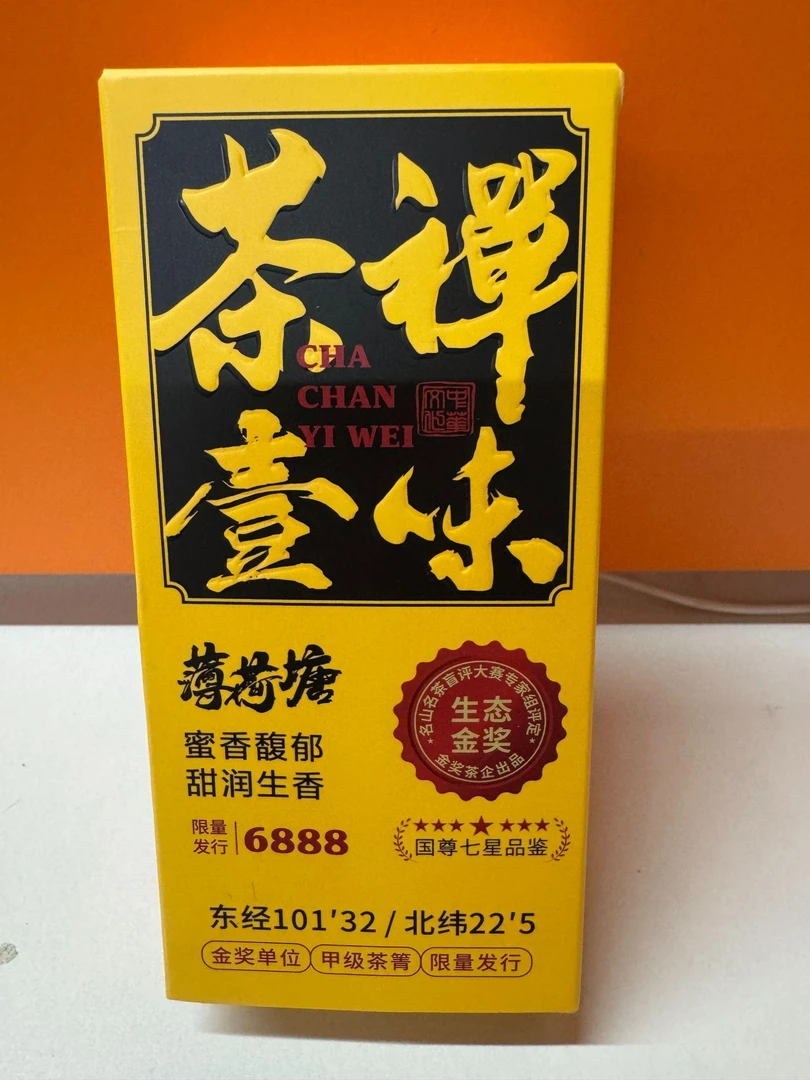 茶禪
壹味
CHA
CHAN
YI WEI
中華文化
薄荷塘
蜜香馥郁
甜润生香
限量发行 6888
名山名茶盲评大赛专家组评定
生态
金奖
金奖茶企出品
国尊七星品鉴
东经101'32 / 北纬22'5
金奖单位 甲级茶箐 限量发行